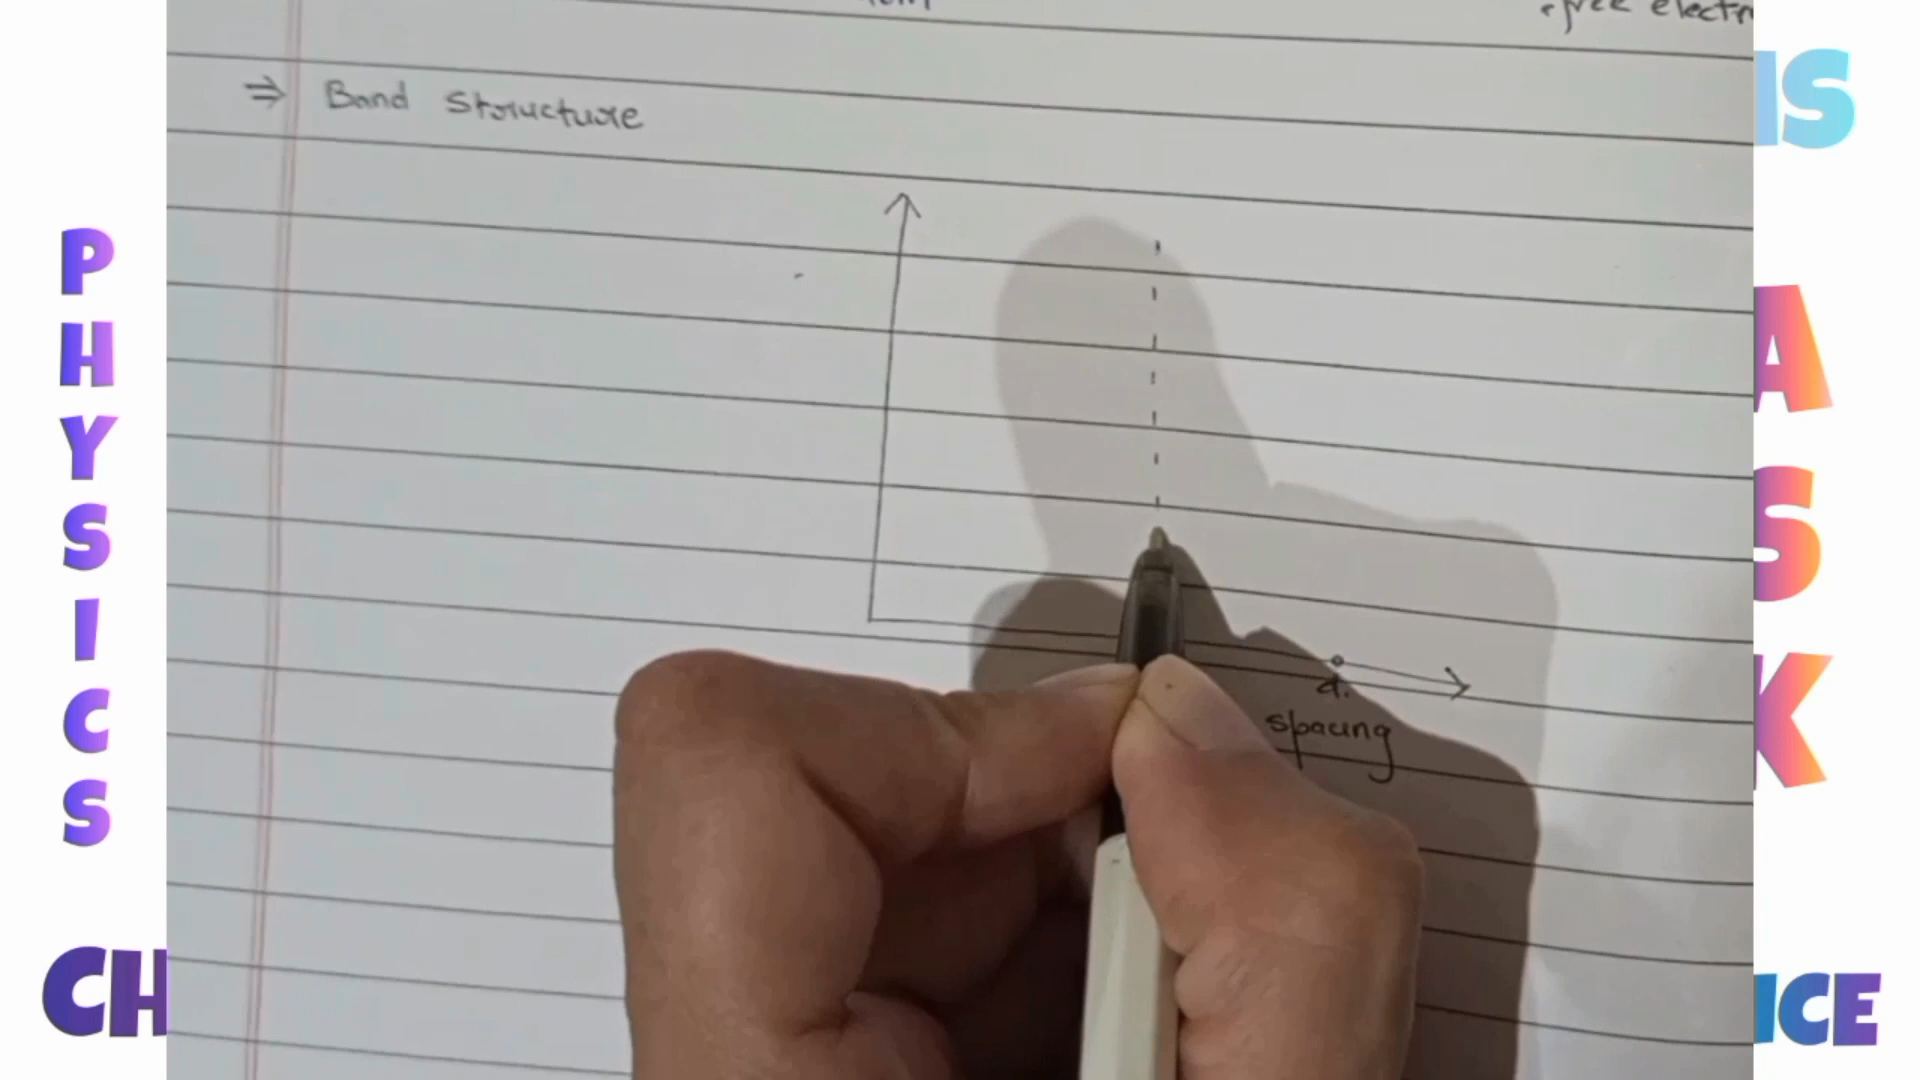 free electr
⇒ Band Structure
d.
spacing
PHYSICS
CH
IS
ASK
ICE